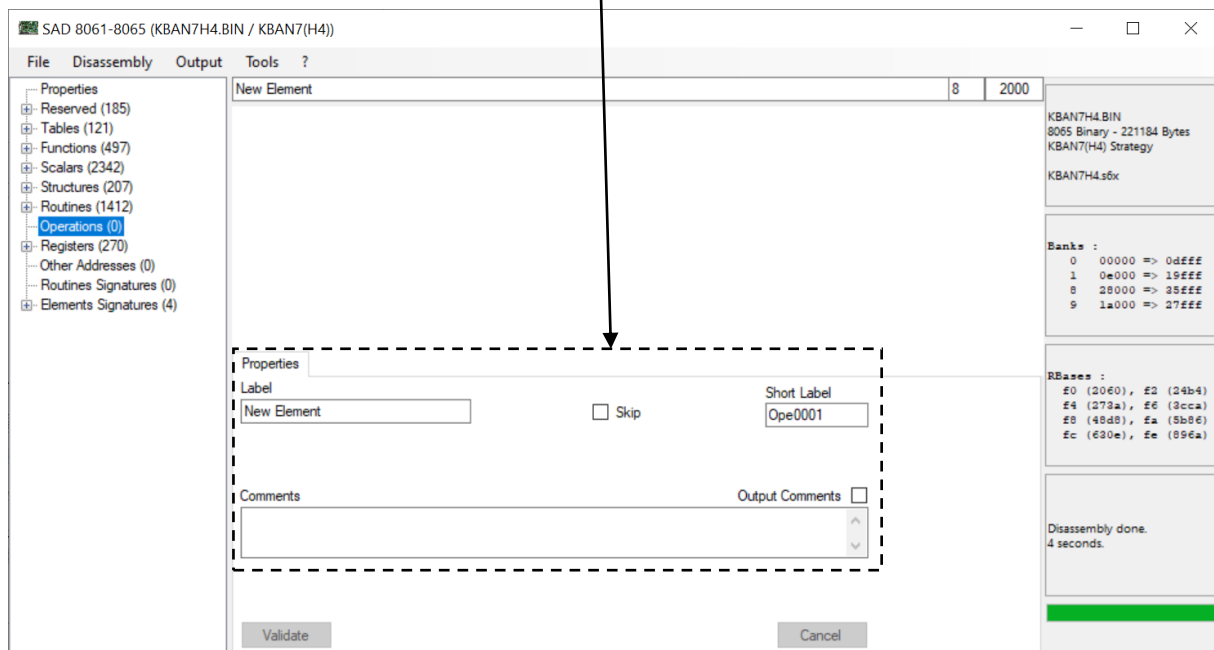 SAD 8061-8065 (KBAN7H4.BIN / KBAN7(H4))
File Disassembly Output Tools ?
Properties
Reserved (185)
Tables (121)
Functions (497)
Scalars (2342)
Structures (207)
Routines (1412)
Operations (0)
Registers (270)
Other Addresses (0)
Routines Signatures (0)
Elements Signatures (4)
New Element 8 2000
Properties
Label
New Element
Skip
Short Label
Ope0001
Comments
Output Comments
Validate
Cancel
KBAN7H4.BIN
8065 Binary - 221184 Bytes
KBAN7(H4) Strategy
KBAN7H4.s6x
Banks :
0 00000 => 0dfff
1 0e000 => 19fff
8 28000 => 35fff
9 1a000 => 27fff
RBases :
f0 (2060), f2 (24b4)
f4 (273a), f6 (3cca)
f8 (48d8), fa (5b86)
fc (630e), fe (896a)
Disassembly done.
4 seconds.